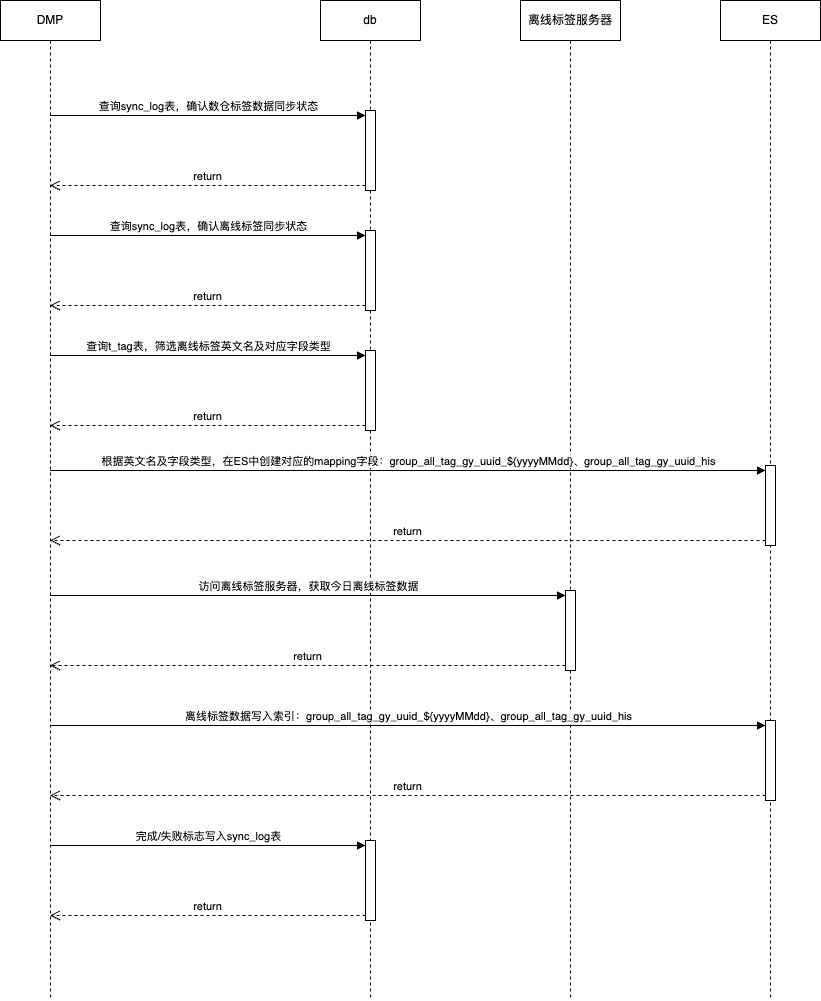 DMP
db
离线标签服务器
ES
查询sync_log表，确认数仓标签数据同步状态
return
查询sync_log表，确认离线标签同步状态
return
查询t_tag表，筛选离线标签英文名及对应字段类型
return
根据英文名及字段类型，在ES中创建对应的mapping字段：group_all_tag_gy_uuid_${yyyyMMdd}、group_all_tag_gy_uuid_his
return
访问离线标签服务器，获取今日离线标签数据
return
离线标签数据写入索引：group_all_tag_gy_uuid_${yyyyMMdd}、group_all_tag_gy_uuid_his
return
完成/失败标志写入sync_log表
return